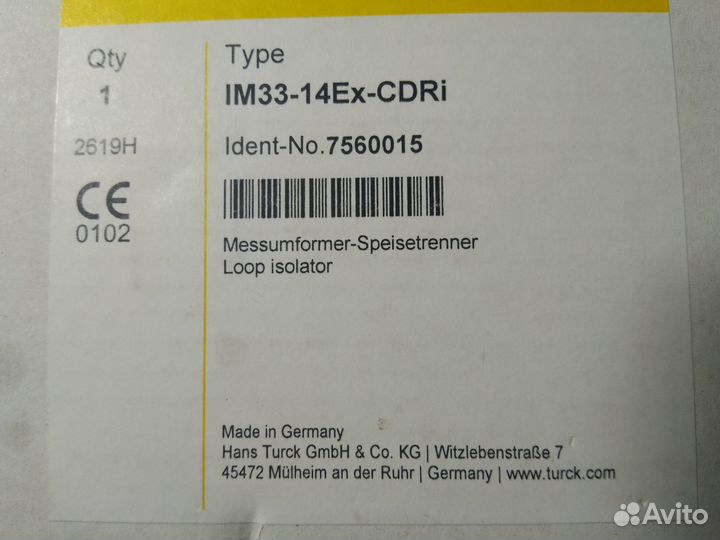 Qty
1
2619H
CE
0102
Type
IM33-14Ex-CDRi
Ident-No.7560015
Messumformer-Speisetrenner
Loop isolator
Made in Germany
Hans Turck GmbH & Co. KG | Witzlebenstraße 7
45472 Mülheim an der Ruhr | Germany | www.turck.com
Avito